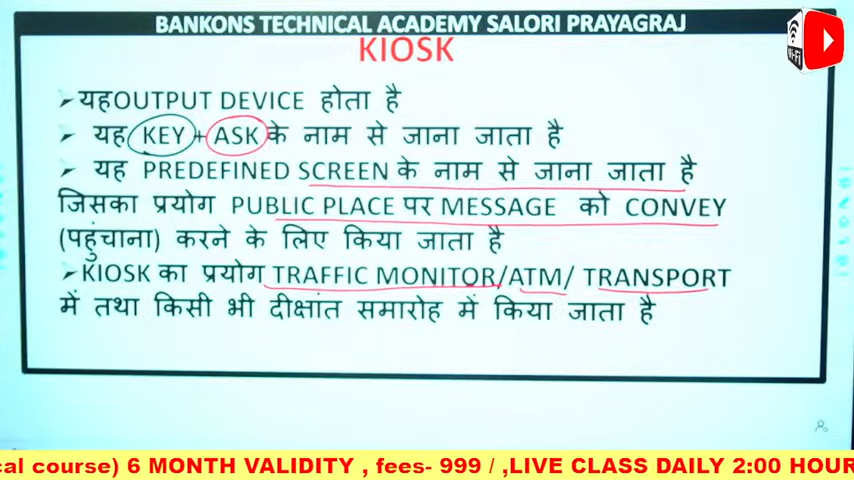 BANKONS TECHNICAL ACADEMY SALORI PRAYAGRAJ
KIOSK
➢यहOUTPUT DEVICE होता है
➢ यह KEY+ASK के नाम से जाना जाता है
➢ यह PREDEFINED SCREEN के नाम से जाना जाता है
जिसका प्रयोग PUBLIC PLACE पर MESSAGE को CONVEY
(पहुंचाना) करने के लिए किया जाता है
➢KIOSK का प्रयोग TRAFFIC MONITOR/ATM/ TRANSPORT
में तथा किसी भी दीक्षांत समारोह में किया जाता है
cal course) 6 MONTH VALIDITY , fees- 999 / ,LIVE CLASS DAILY 2:00 HOUR